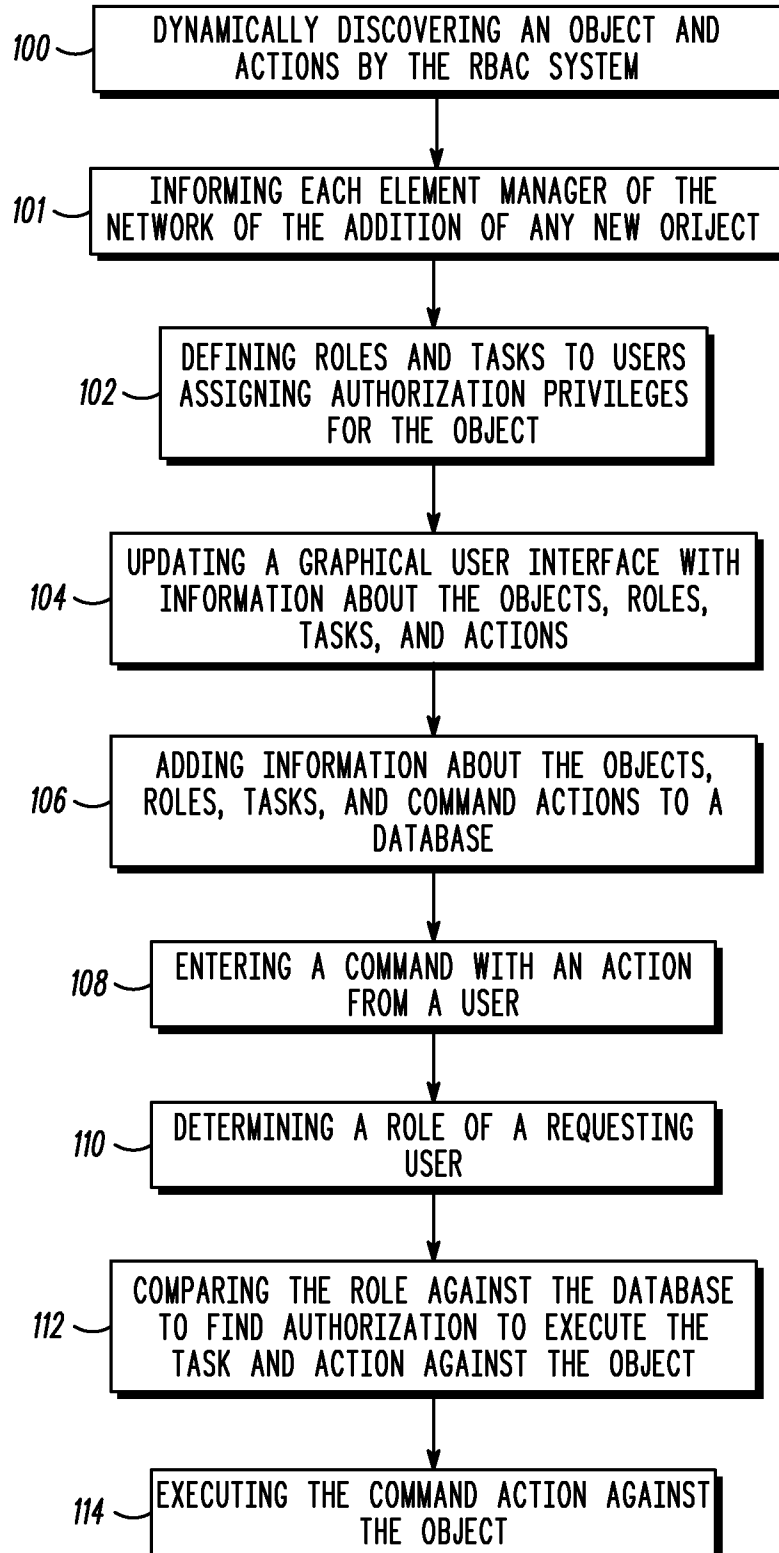 100
DYNAMICALLY DISCOVERING AN OBJECT AND
ACTIONS BY THE RBAC SYSTEM
101
INFORMING EACH ELEMENT MANAGER OF THE
NETWORK OF THE ADDITION OF ANY NEW ORIJECT
102
DEFINING ROLES AND TASKS TO USERS
ASSIGNING AUTHORIZATION PRIVILEGES
FOR THE OBJECT
104
UPDATING A GRAPHICAL USER INTERFACE WITH
INFORMATION ABOUT THE OBJECTS, ROLES,
TASKS, AND ACTIONS
106
ADDING INFORMATION ABOUT THE OBJECTS,
ROLES, TASKS, AND COMMAND ACTIONS TO A
DATABASE
108
ENTERING A COMMAND WITH AN ACTION
FROM A USER
110
DETERMINING A ROLE OF A REQUESTING
USER
112
COMPARING THE ROLE AGAINST THE DATABASE
TO FIND AUTHORIZATION TO EXECUTE THE
TASK AND ACTION AGAINST THE OBJECT
114
EXECUTING THE COMMAND ACTION AGAINST
THE OBJECT